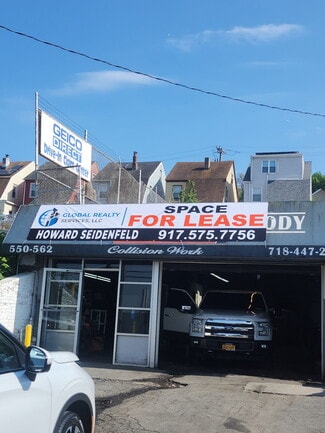 GEICO
DIRECT
GLOBAL REALTY
SERVICES, LLC
SPACE
FOR LEASE
HOWARD SEIDENFELD 917.575.7756
ODY
550-562
Collision Work
718-447-2